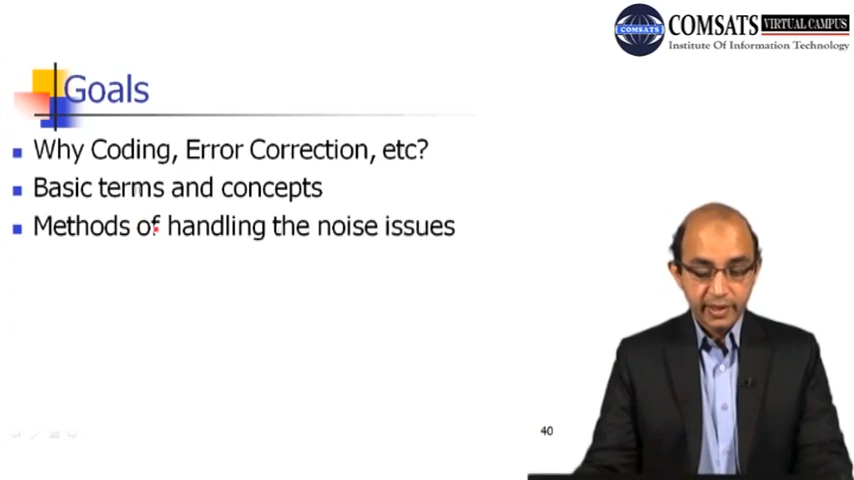 COMSATS VIRTUAL CAMPUS
COMSATS
Institute Of Information Technology
Goals
Why Coding, Error Correction, etc?
Basic terms and concepts
Methods of handling the noise issues
40